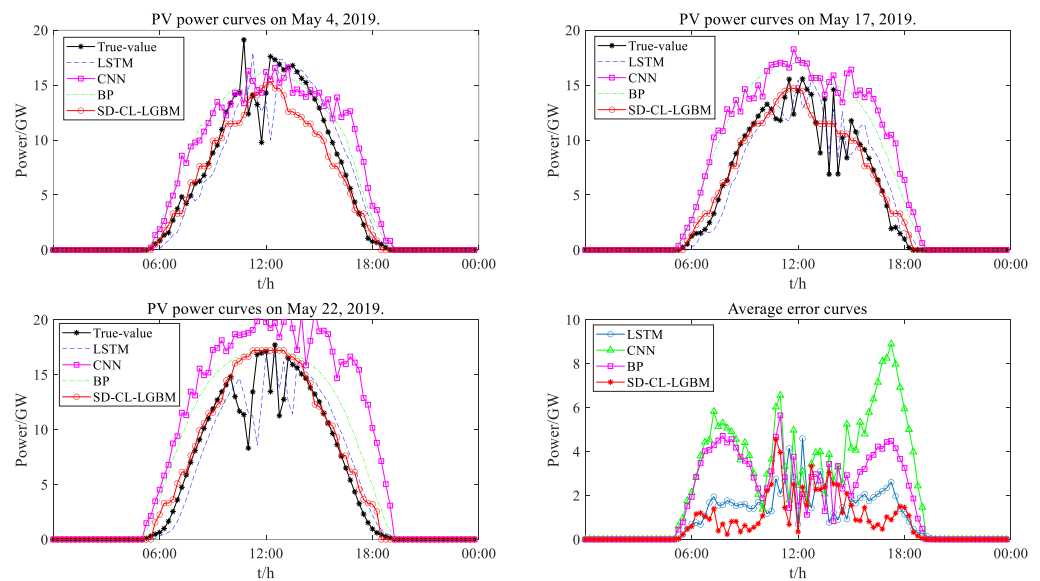 PV power curves on May 4, 2019.
Power/GW
20
15
10
5
0
True-value
LSTM
CNN
BP
SD-CL-LGBM
06:00 12:00 18:00 00:00
t/h
PV power curves on May 17, 2019.
Power/GW
20
15
10
5
0
True-value
LSTM
CNN
BP
SD-CL-LGBM
06:00 12:00 18:00 00:00
t/h
PV power curves on May 22, 2019.
Power/GW
20
15
10
5
0
True-value
LSTM
CNN
BP
SD-CL-LGBM
06:00 12:00 18:00 00:00
t/h
Average error curves
Power/GW
10
8
6
4
2
0
LSTM
CNN
BP
SD-CL-LGBM
06:00 12:00 18:00 00:00
t/h